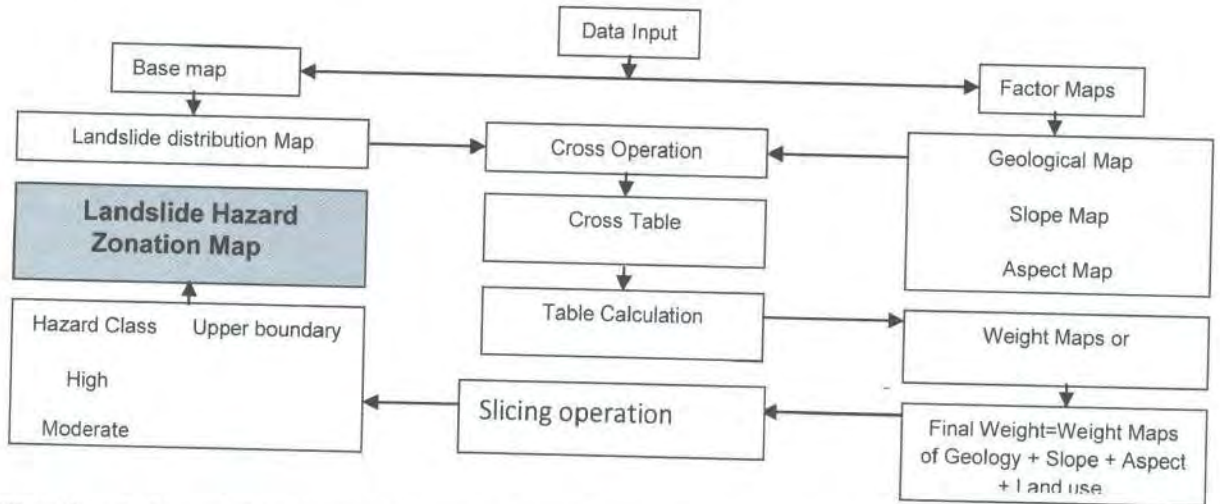 Data Input
Base map
Factor Maps
Landslide distribution Map
Cross Operation
Geological Map
Slope Map
Aspect Map
Landslide Hazard
Zonation Map
Cross Table
Table Calculation
Weight Maps or
Hazard Class Upper boundary
High
Moderate
Slicing operation
Final Weight=Weight Maps
of Geology + Slope + Aspect
+ Land use